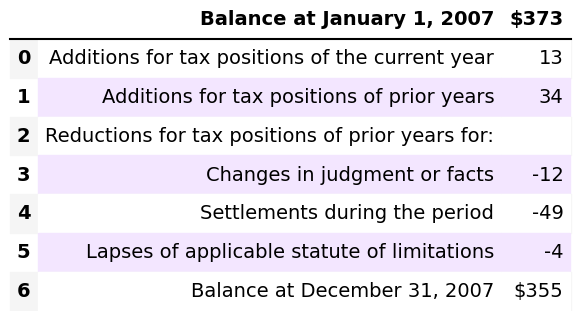 Balance at January 1, 2007 $373
0 Additions for tax positions of the current year 13
1 Additions for tax positions of prior years 34
2 Reductions for tax positions of prior years for:
3 Changes in judgment or facts -12
4 Settlements during the period -49
5 Lapses of applicable statute of limitations -4
6 Balance at December 31, 2007 $355